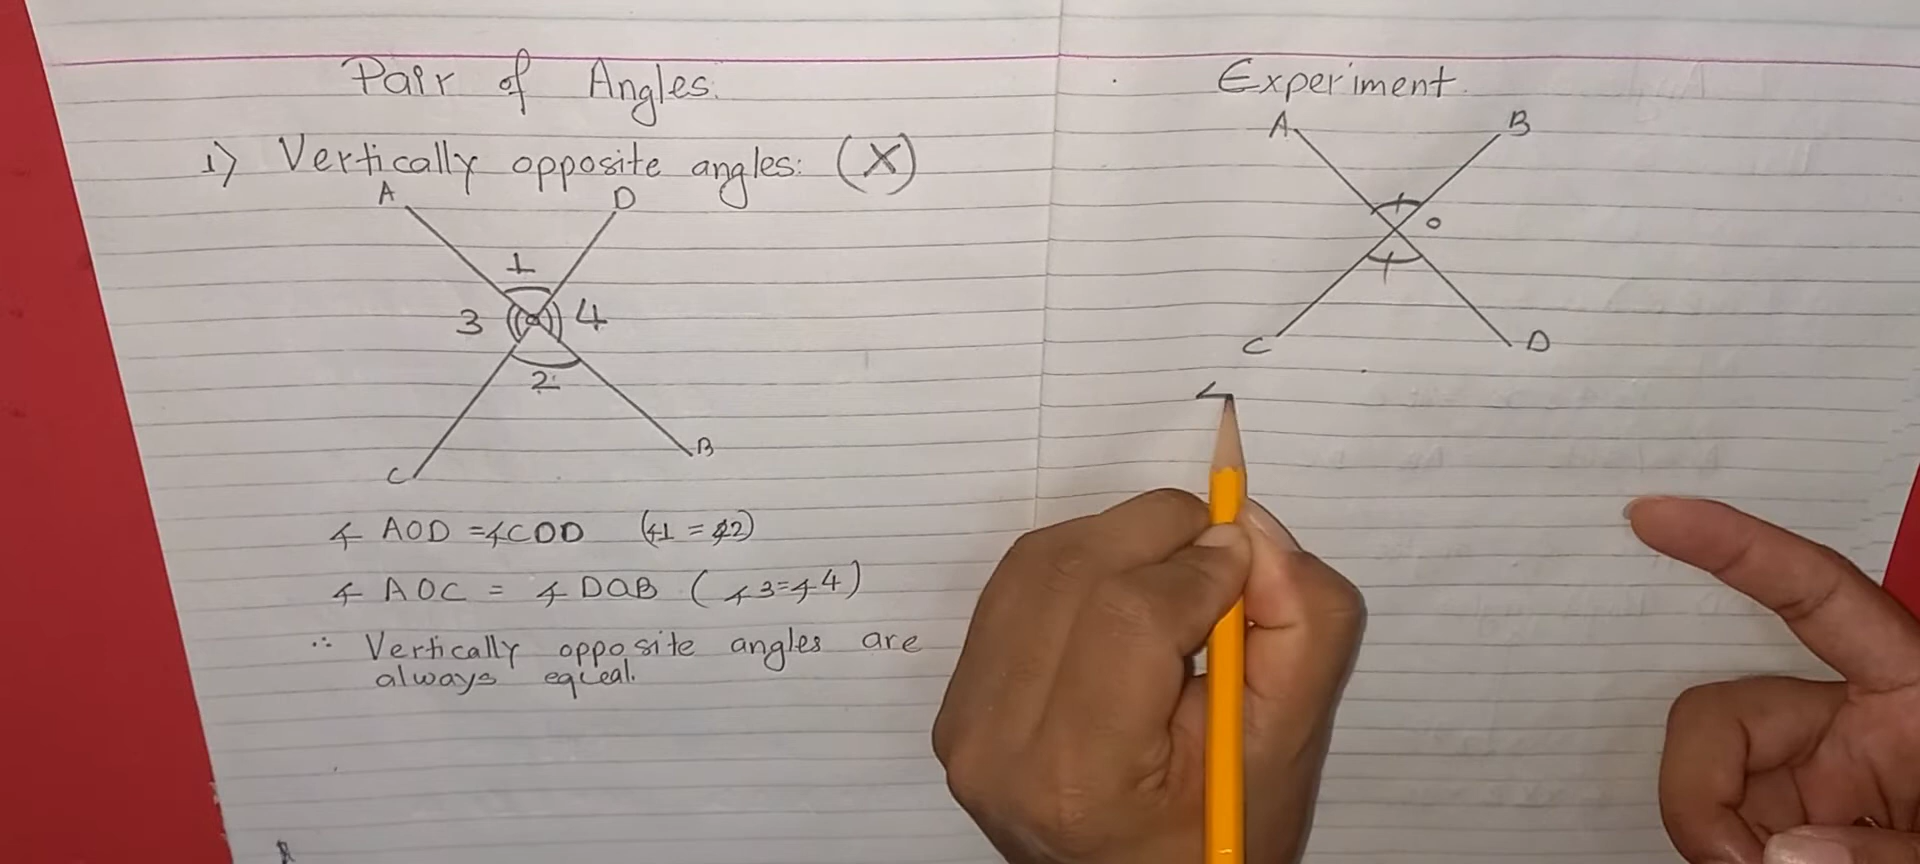 Pair of Angles.
1) Vertically opposite angles: (X)
A D
1
3 O 4
2
C B
∡ AOD = ∡COD (∡1 = ∡2)
∡ AOC = ∡ DOB (∡3=∡4)
∴ Vertically opposite angles are
always equal.
Experiment.
A B
O
C D
∠